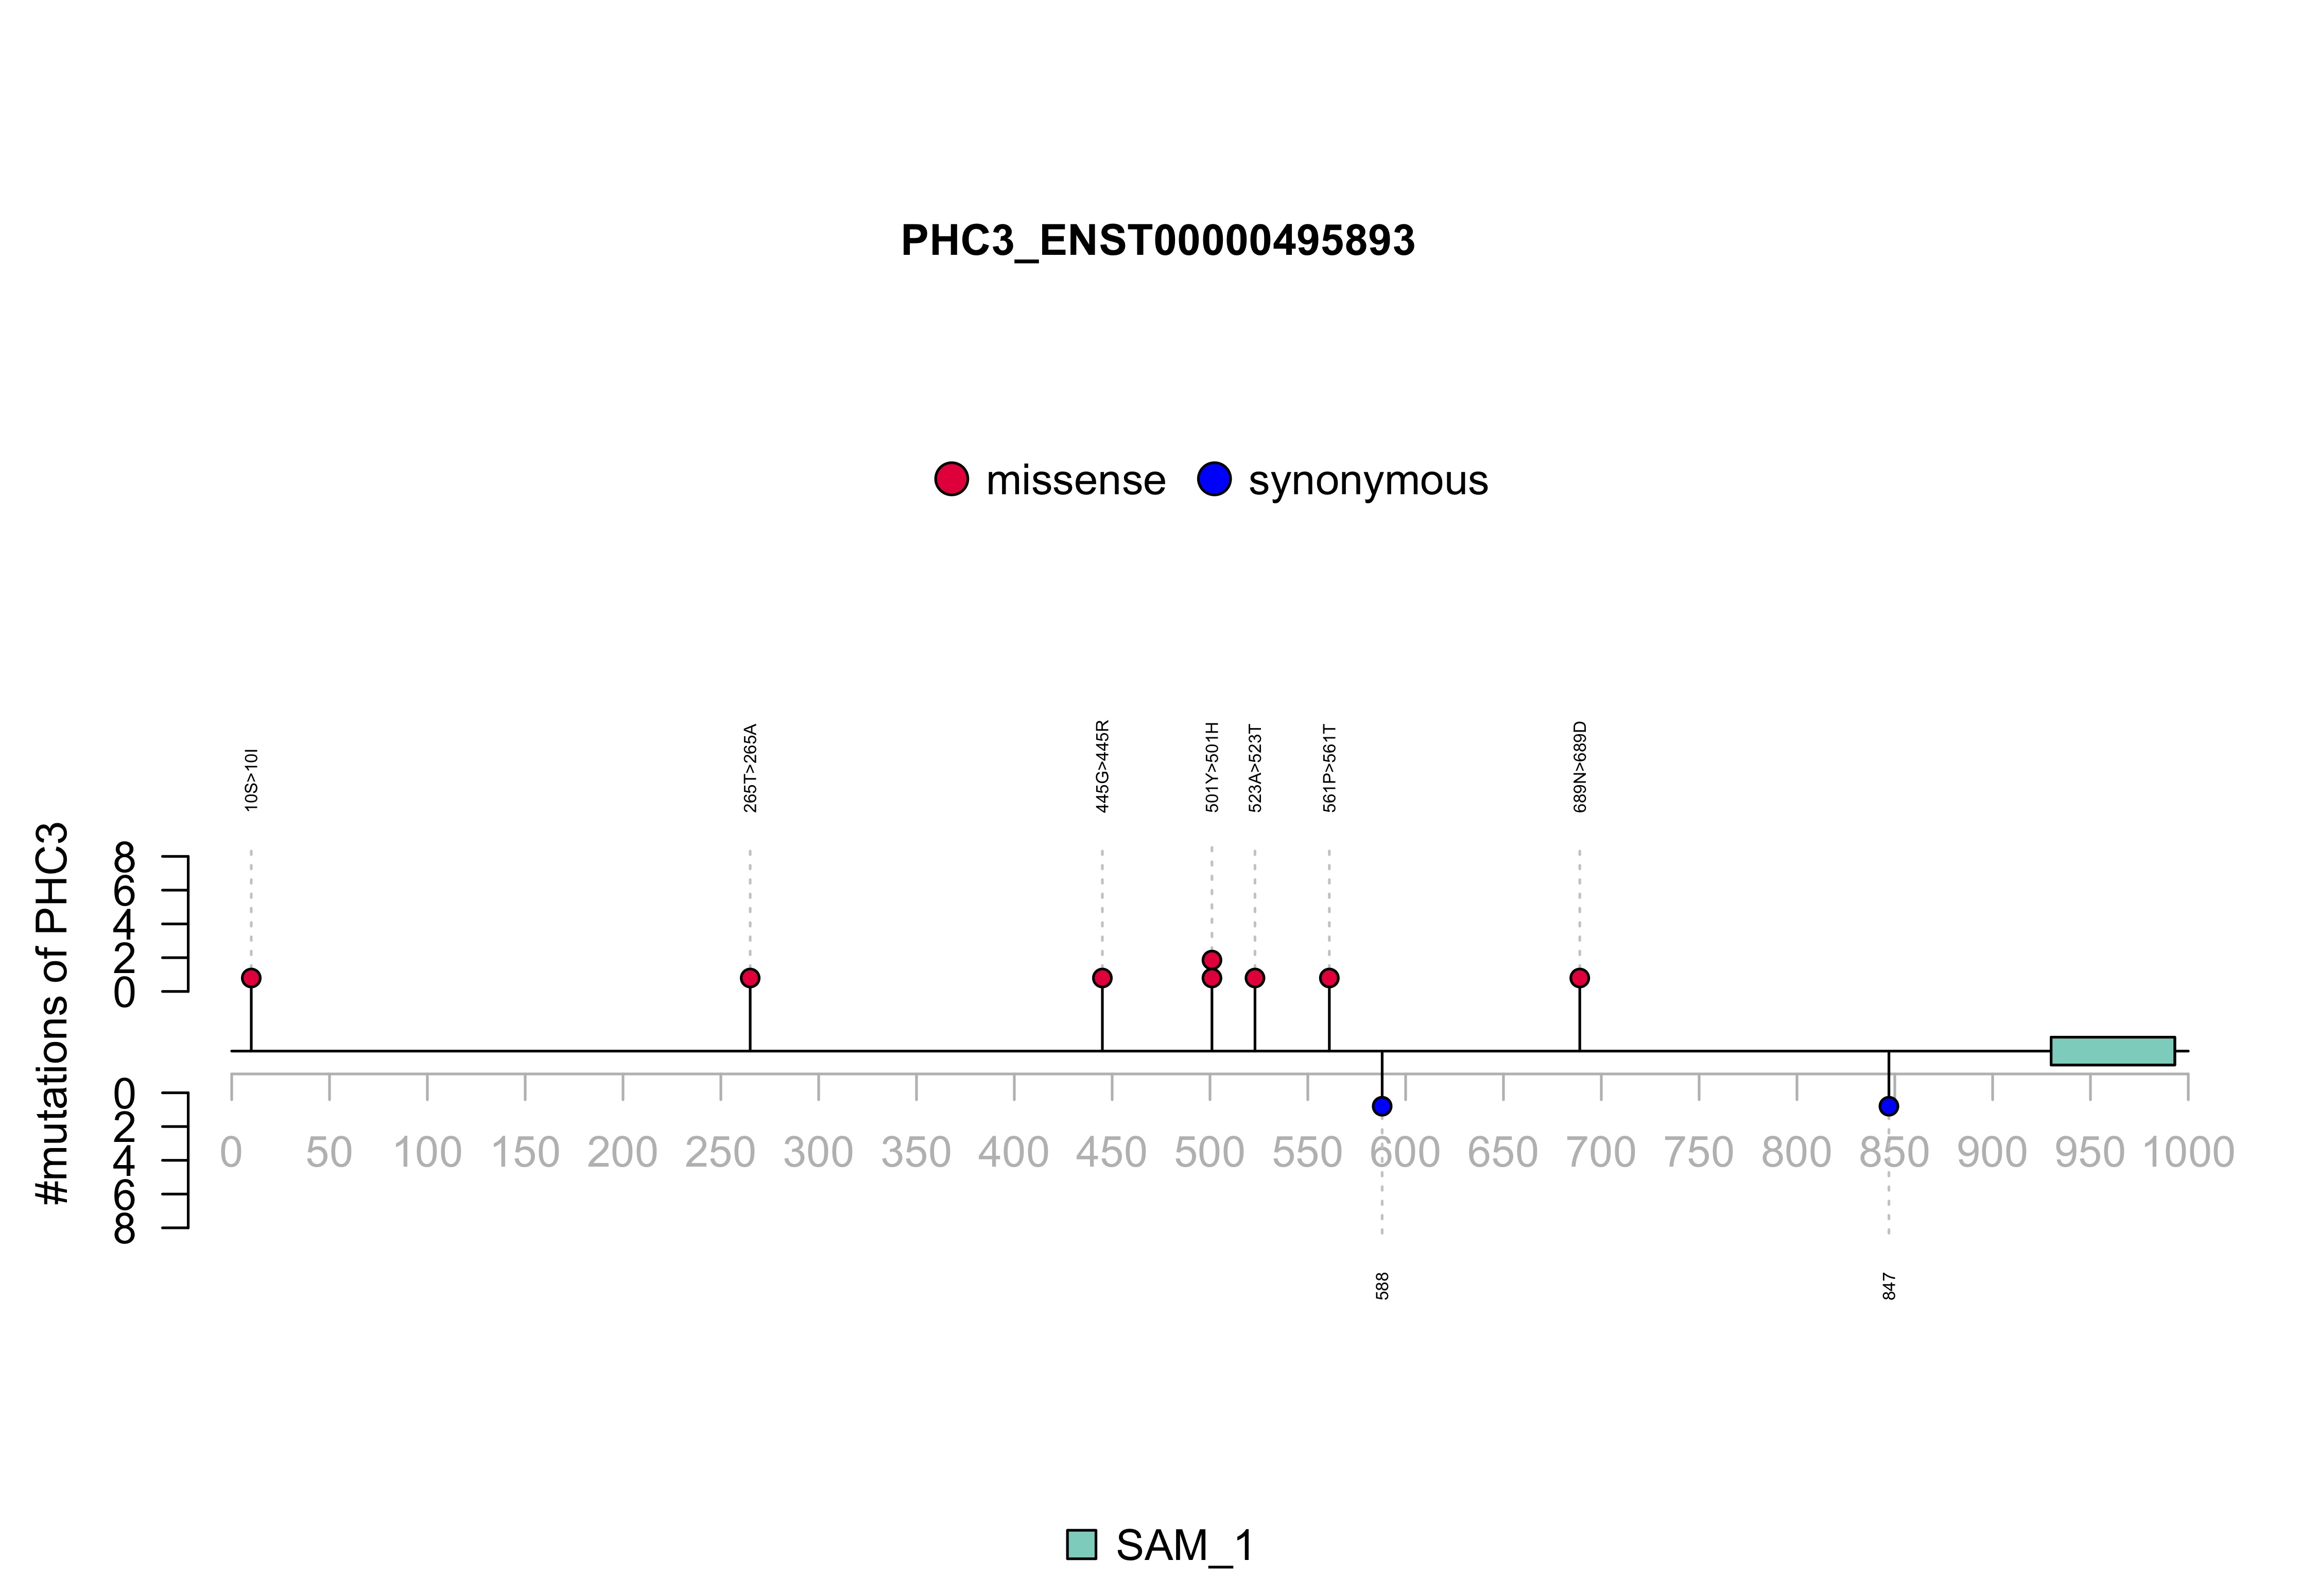 PHC3_ENST00000495893
missense synonymous
10S>10I
265T>265A
445G>445R
501Y>501H
523A>523T
561P>561T
689N>689D
#mutations of PHC3
8
6
4
2
0
0
2
4
6
8
0 50 100 150 200 250 300 350 400 450 500 550 600 650 700 750 800 850 900 950 1000
588
847
SAM_1